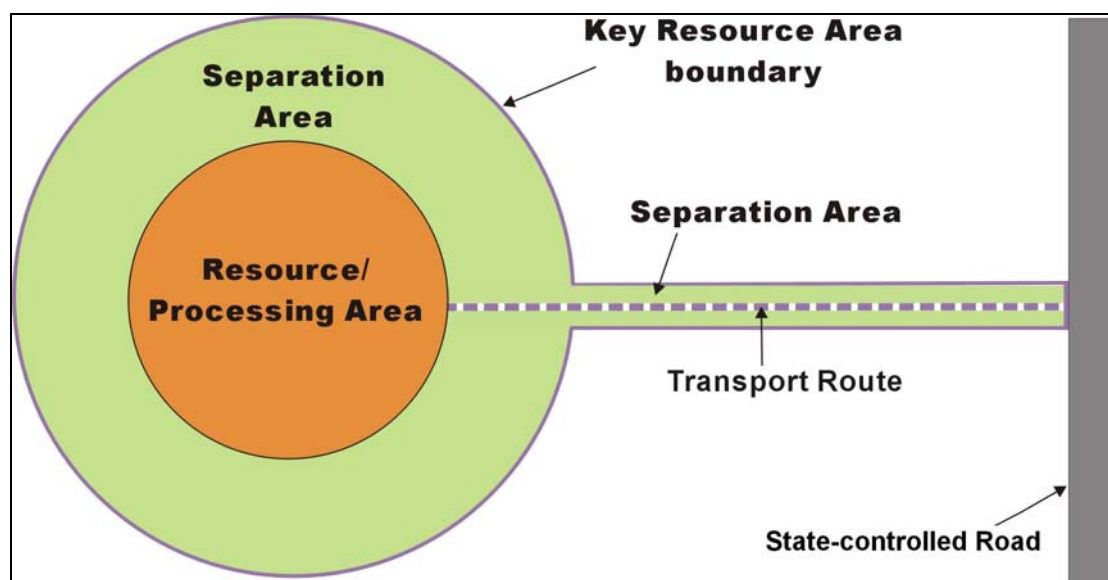 Key Resource Area
boundary
Separation
Area
Separation Area
Resource/
Processing Area
Transport Route
State-controlled Road